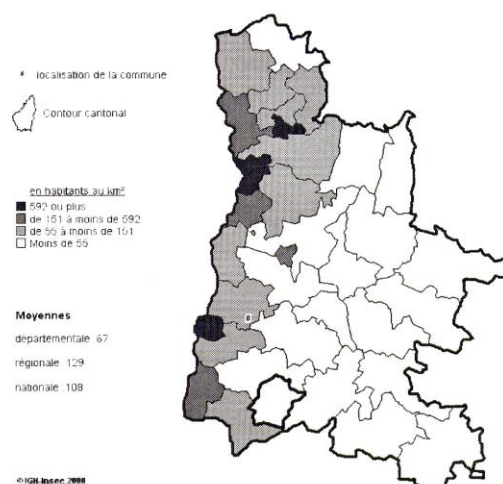 localisation de la commune
Contour cantonal
en habitants au km²
592 ou plus
de 151 à moins de 592
de 55 à moins de 151
Moins de 55
Moyennes
départementale : 67
régionale : 129
nationale : 108
©IGN-Insee 2000